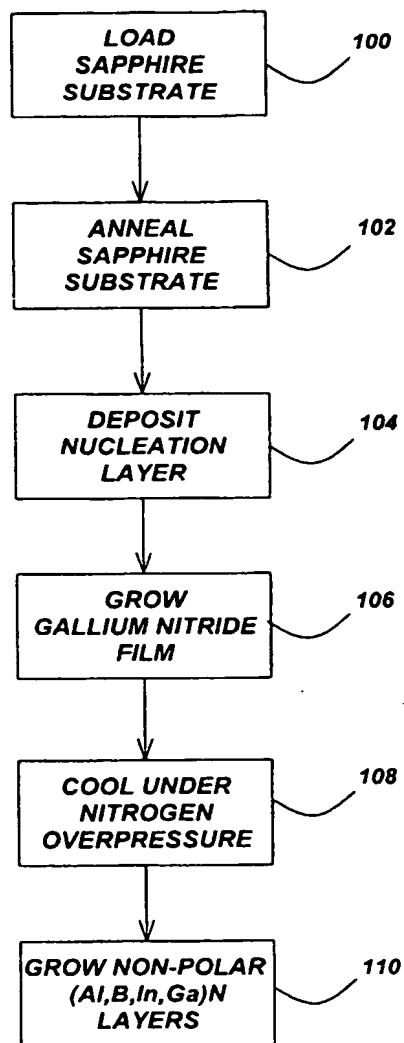 LOAD
SAPPHIRE
SUBSTRATE
100
ANNEAL
SAPPHIRE
SUBSTRATE
102
DEPOSIT
NUCLEATION
LAYER
104
GROW
GALLIUM NITRIDE
FILM
106
COOL UNDER
NITROGEN
OVERPRESSURE
108
GROW NON-POLAR
(Al,B,In,Ga)N
LAYERS
110